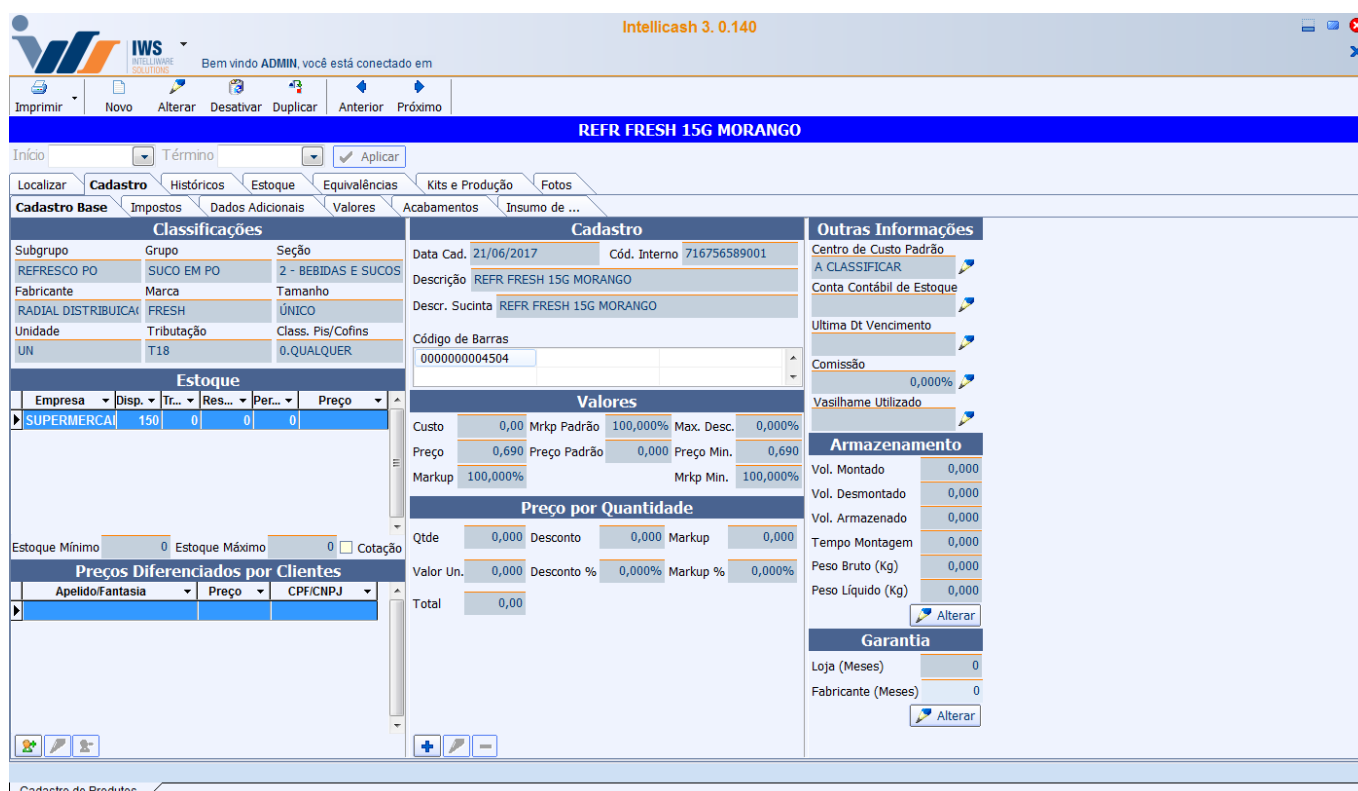 Intellicash 3. 0.140
IWS
INTELLIWARE
SOLUTIONS
Bem vindo ADMIN, você está conectado em
Imprimir Novo Alterar Desativar Duplicar Anterior Próximo
REFR FRESH 15G MORANGO
Início Término Aplicar
Localizar Cadastro Históricos Estoque Equivalências Kits e Produção Fotos
Cadastro Base Impostos Dados Adicionais Valores Acabamentos Insumo de ...
Classificações
Subgrupo Grupo Seção
REFRESCO PO SUCO EM PO 2 - BEBIDAS E SUCOS
Fabricante Marca Tamanho
RADIAL DISTRIBUICA( FRESH ÚNICO
Unidade Tributação Class. Pis/Cofins
UN T18 0.QUALQUER
Estoque
Empresa Disp. Tr... Res... Per... Preço
SUPERMERCAI 150 0 0 0
Estoque Mínimo 0 Estoque Máximo 0 Cotação
Preços Diferenciados por Clientes
Apelido/Fantasia Preço CPF/CNPJ
Cadastro
Data Cad. 21/06/2017 Cód. Interno 716756589001
Descrição REFR FRESH 15G MORANGO
Descr. Sucinta REFR FRESH 15G MORANGO
Código de Barras
0000000004504
Valores
Custo 0,00 Mrkp Padrão 100,000% Max. Desc. 0,000%
Preço 0,690 Preço Padrão 0,000 Preço Min. 0,690
Markup 100,000% Mrkp Min. 100,000%
Preço por Quantidade
Qtde 0,000 Desconto 0,000 Markup 0,000
Valor Un. 0,000 Desconto % 0,000% Markup % 0,000%
Total 0,00
Outras Informações
Centro de Custo Padrão
A CLASSIFICAR
Conta Contábil de Estoque
Ultima Dt Vencimento
Comissão
0,000%
Vasilhame Utilizado
Armazenamento
Vol. Montado 0,000
Vol. Desmontado 0,000
Vol. Armazenado 0,000
Tempo Montagem 0,000
Peso Bruto (Kg) 0,000
Peso Líquido (Kg) 0,000
Alterar
Garantia
Loja (Meses) 0
Fabricante (Meses) 0
Alterar
Cadastro de Produtos